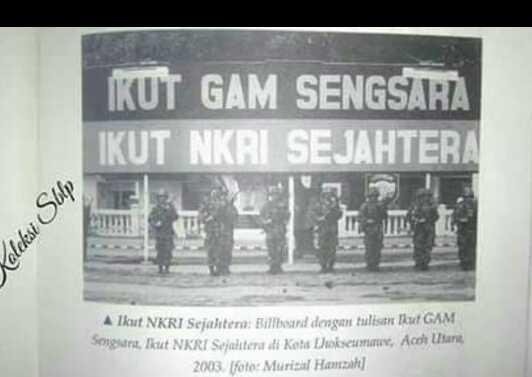 IKUT GAM SENGSARA
IKUT NKRI SEJAHTERA
Koleksi Sblp
▲ Ikut NKRI Sejahtera: Billboard dengan tulisan Ikut GAM
Sengsara, Ikut NKRI Sejahtera di Kota Lhokseumawe, Aceh Utara,
2003. [foto: Murizal Hamzah]